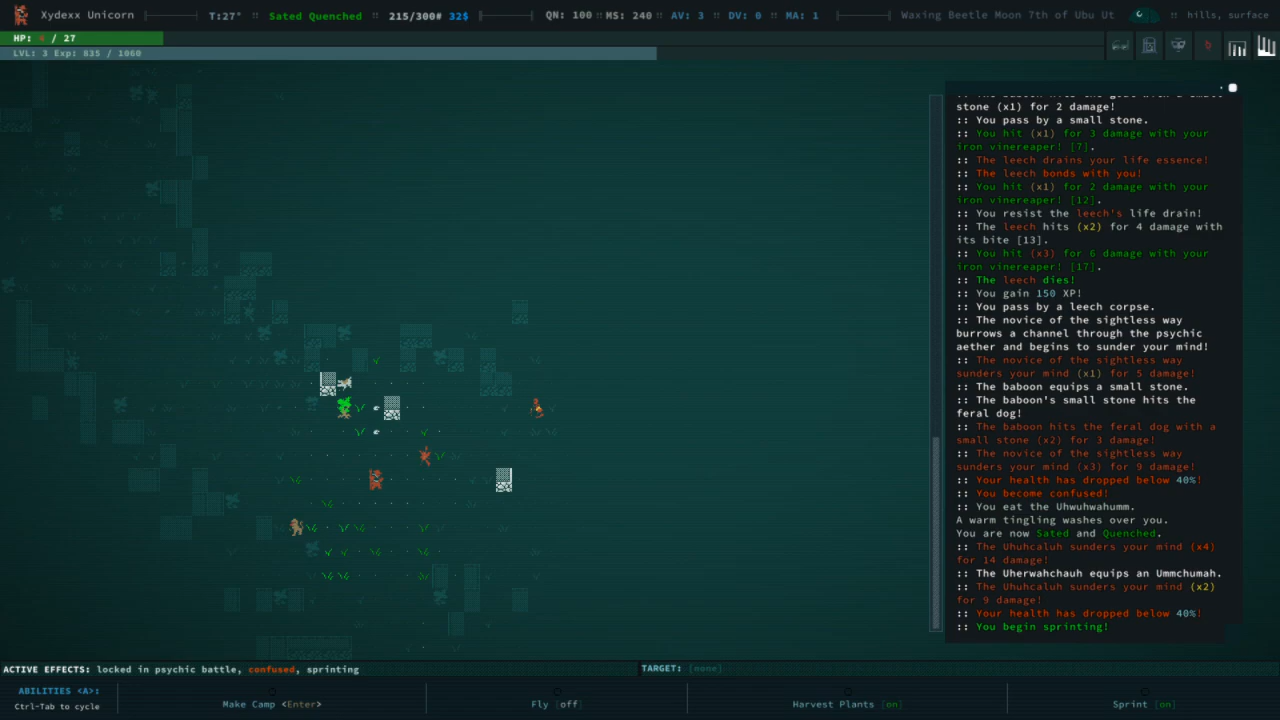 Xydexx Unicorn T:27° Sated Quenched 215/300# 32$ QN: 100 MS: 240 AV: 3 DV: 0 MA: 1 Waxing Beetle Moon 7th of Ubu Ut hills, surface
HP: / 27
LVL: 3 Exp: 835 / 1060
stone (x1) for 2 damage!
:: You pass by a small stone.
:: You hit (x1) for 3 damage with your
iron vinereaper! [7].
:: The leech drains your life essence!
:: The leech bonds with you!
:: You hit (x1) for 2 damage with your
iron vinereaper! [12].
:: You resist the leech's life drain!
:: The leech hits (x2) for 4 damage with
its bite [13].
:: You hit (x3) for 6 damage with your
iron vinereaper! [17].
:: The leech dies!
:: You gain 150 XP!
:: You pass by a leech corpse.
:: The novice of the sightless way
burrows a channel through the psychic
aether and begins to sunder your mind!
:: The novice of the sightless way
sunders your mind (x1) for 5 damage!
:: The baboon equips a small stone.
:: The baboon's small stone hits the
feral dog!
:: The baboon hits the feral dog with a
small stone (x2) for 3 damage!
:: The novice of the sightless way
sunders your mind (x3) for 9 damage!
:: Your health has dropped below 40%!
:: You become confused!
:: You eat the Uhwuhwahumm.
A warm tingling washes over you.
You are now Sated and Quenched.
:: The Uhuhcaluh sunders your mind (x4)
for 14 damage!
:: The Uherwahchauh equips an Ummchumah.
:: The Uhuhcaluh sunders your mind (x2)
for 9 damage!
:: Your health has dropped below 40%!
:: You begin sprinting!
ACTIVE EFFECTS: locked in psychic battle, confused, sprinting TARGET: [none]
ABILITIES <A>:
Ctrl-Tab to cycle Make Camp <Enter> Fly [off] Harvest Plants [on] Sprint [on]